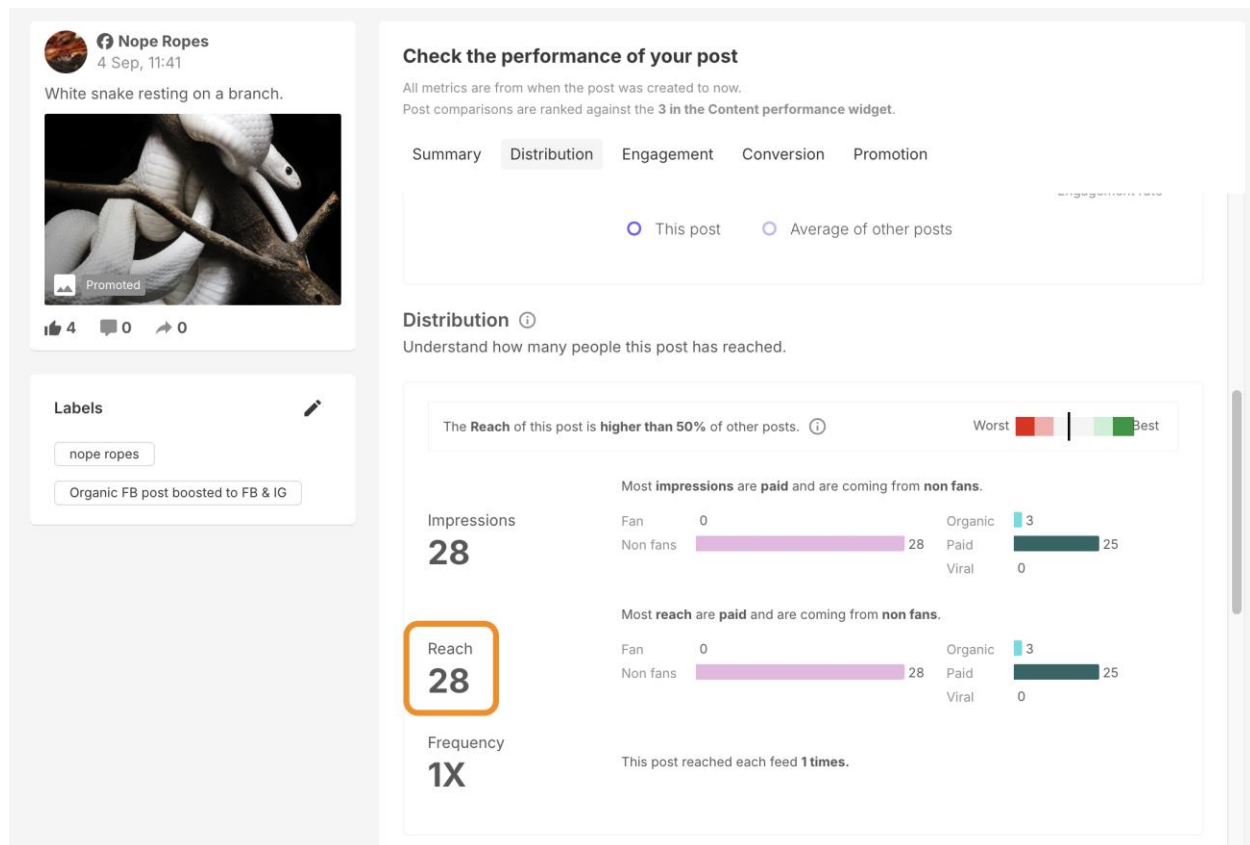 Nope Ropes
4 Sep, 11:41
White snake resting on a branch.
Promoted
4 0 0
Labels
nope ropes
Organic FB post boosted to FB & IG
Check the performance of your post
All metrics are from when the post was created to now.
Post comparisons are ranked against the 3 in the Content performance widget.
Summary Distribution Engagement Conversion Promotion
This post Average of other posts
Distribution
Understand how many people this post has reached.
The Reach of this post is higher than 50% of other posts. Worst Best
Most impressions are paid and are coming from non fans.
Impressions
28
Fan 0
Non fans 28
Organic 3
Paid 25
Viral 0
Most reach are paid and are coming from non fans.
Reach
28
Fan 0
Non fans 28
Organic 3
Paid 25
Viral 0
Frequency
1X
This post reached each feed 1 times.